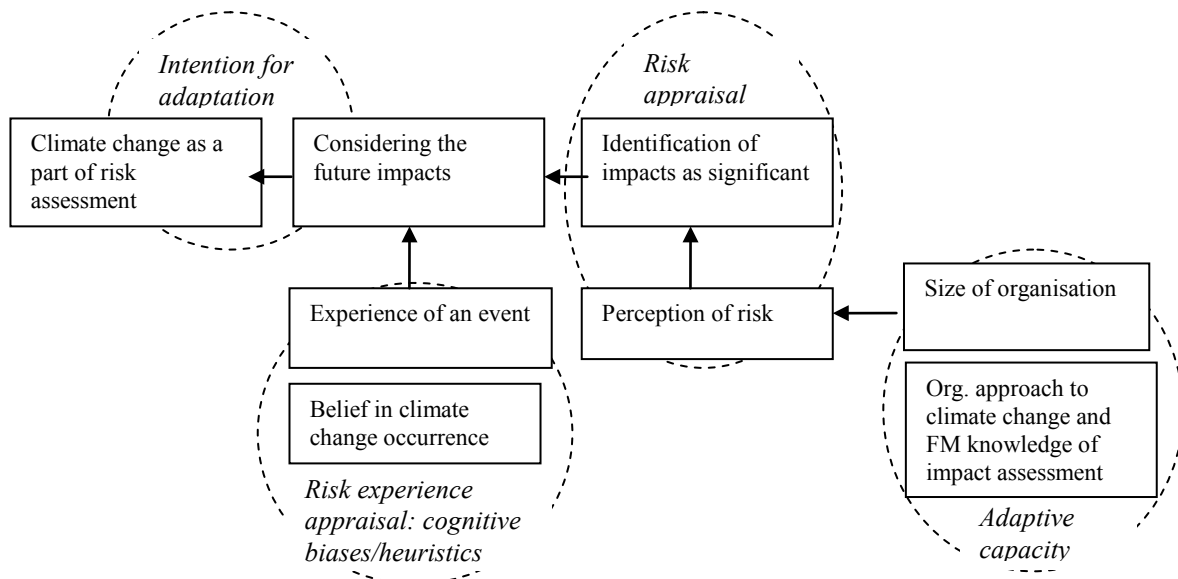 Intention for
adaptation
Risk
appraisal
Climate change as a
part of risk
assessment
Considering the
future impacts
Identification of
impacts as significant
Experience of an event
Perception of risk
Size of organisation
Belief in climate
change occurrence
Org. approach to
climate change and
FM knowledge of
impact assessment
Risk experience
appraisal: cognitive
biases/heuristics
Adaptive
capacity